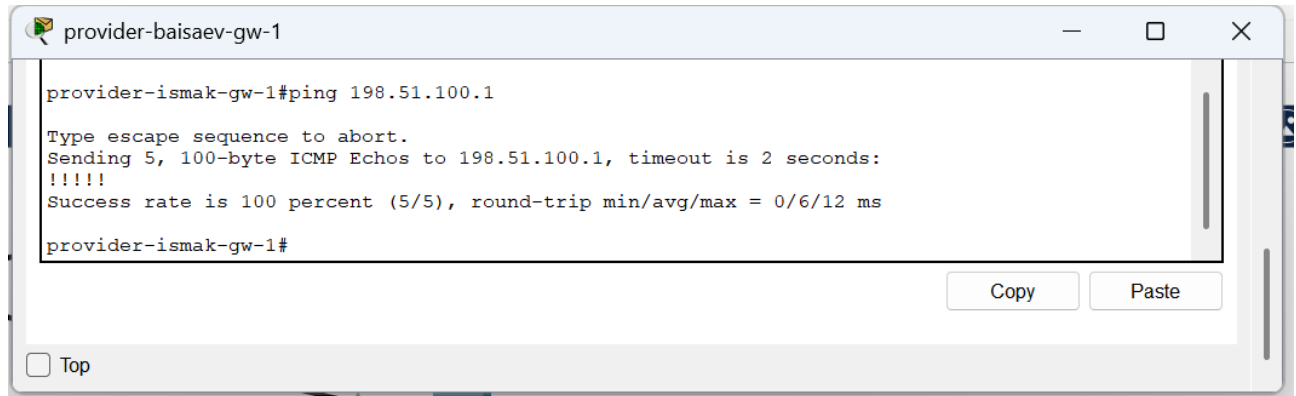 provider-baisaev-gw-1
provider-ismak-gw-1#ping 198.51.100.1
Type escape sequence to abort.
Sending 5, 100-byte ICMP Echos to 198.51.100.1, timeout is 2 seconds:
!!!!!
Success rate is 100 percent (5/5), round-trip min/avg/max = 0/6/12 ms
provider-ismak-gw-1#
Copy Paste
Top